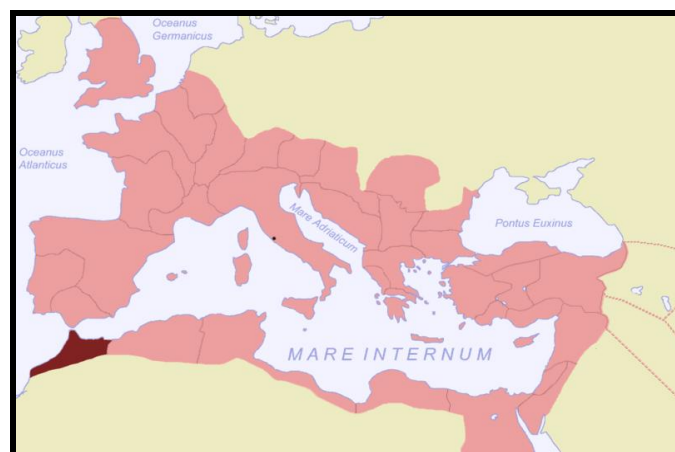 Oceanus
Germanicus
Oceanus
Atlanticus
Mare Adriaticum
Pontus Euxinus
MARE INTERNUM